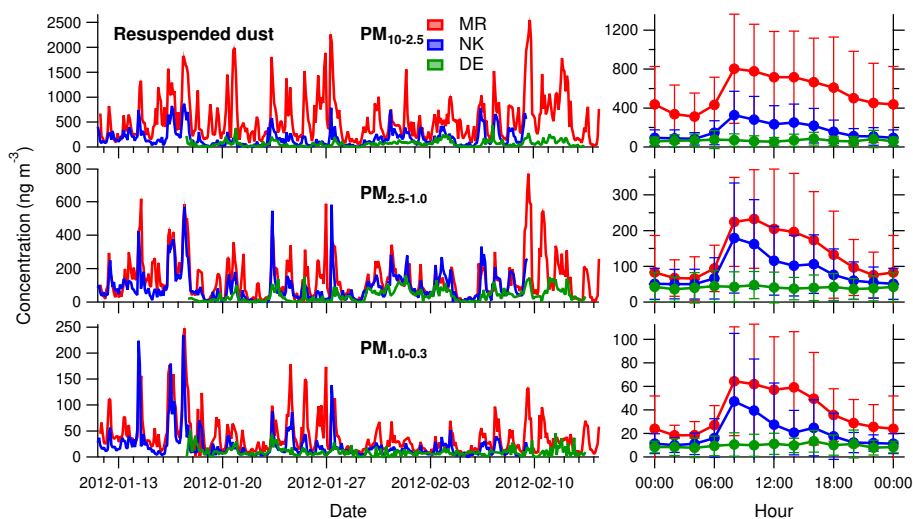 Resuspended dust
PM10-2.5
MR
NK
DE
2500
2000
1500
1000
500
0
1200
800
400
0
PM2.5-1.0
800
600
400
200
0
300
200
100
0
PM1.0-0.3
250
200
150
100
50
0
100
80
60
40
20
0
Concentration (ng m-3)
2012-01-13 2012-01-20 2012-01-27 2012-02-03 2012-02-10
00:00 06:00 12:00 18:00 00:00
Date
Hour